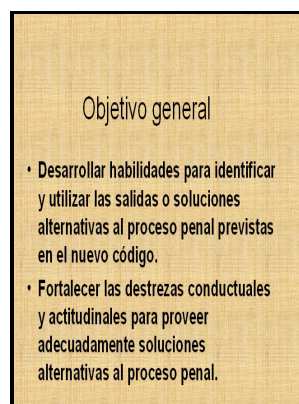 Objetivo general
• Desarrollar habilidades para identificar
y utilizar las salidas o soluciones
alternativas al proceso penal previstas
en el nuevo código.
• Fortalecer las destrezas conductuales
y actitudinales para proveer
adecuadamente soluciones
alternativas al proceso penal.